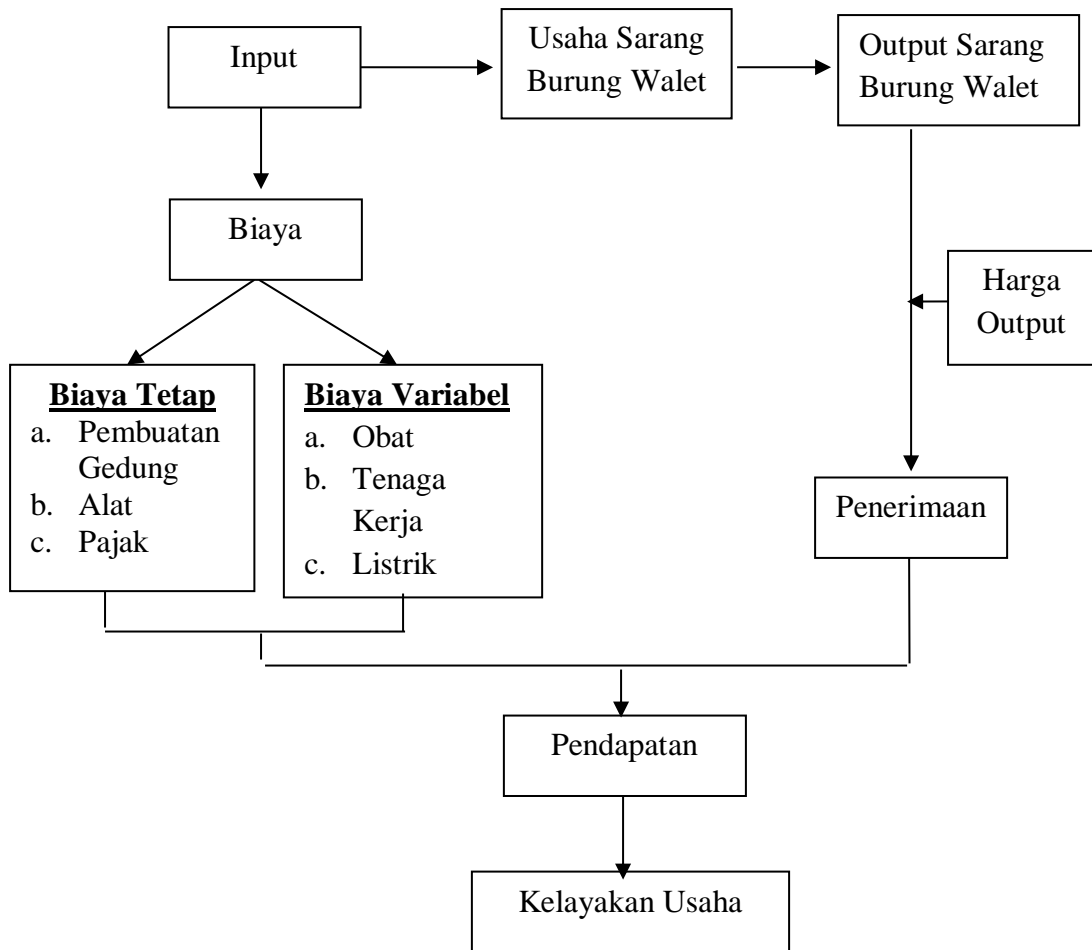 Input
Usaha Sarang
Burung Walet
Output Sarang
Burung Walet
Biaya
Harga
Output
Biaya Tetap
a. Pembuatan
Gedung
b. Alat
c. Pajak
Biaya Variabel
a. Obat
b. Tenaga
Kerja
c. Listrik
Penerimaan
Pendapatan
Kelayakan Usaha